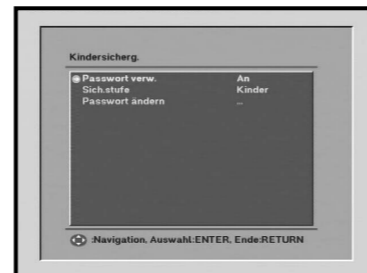 Kindersicherg.
Passwort verw. An
Sich.stufe Kinder
Passwort ändern ...
:Navigation, Auswahl:ENTER, Ende:RETURN